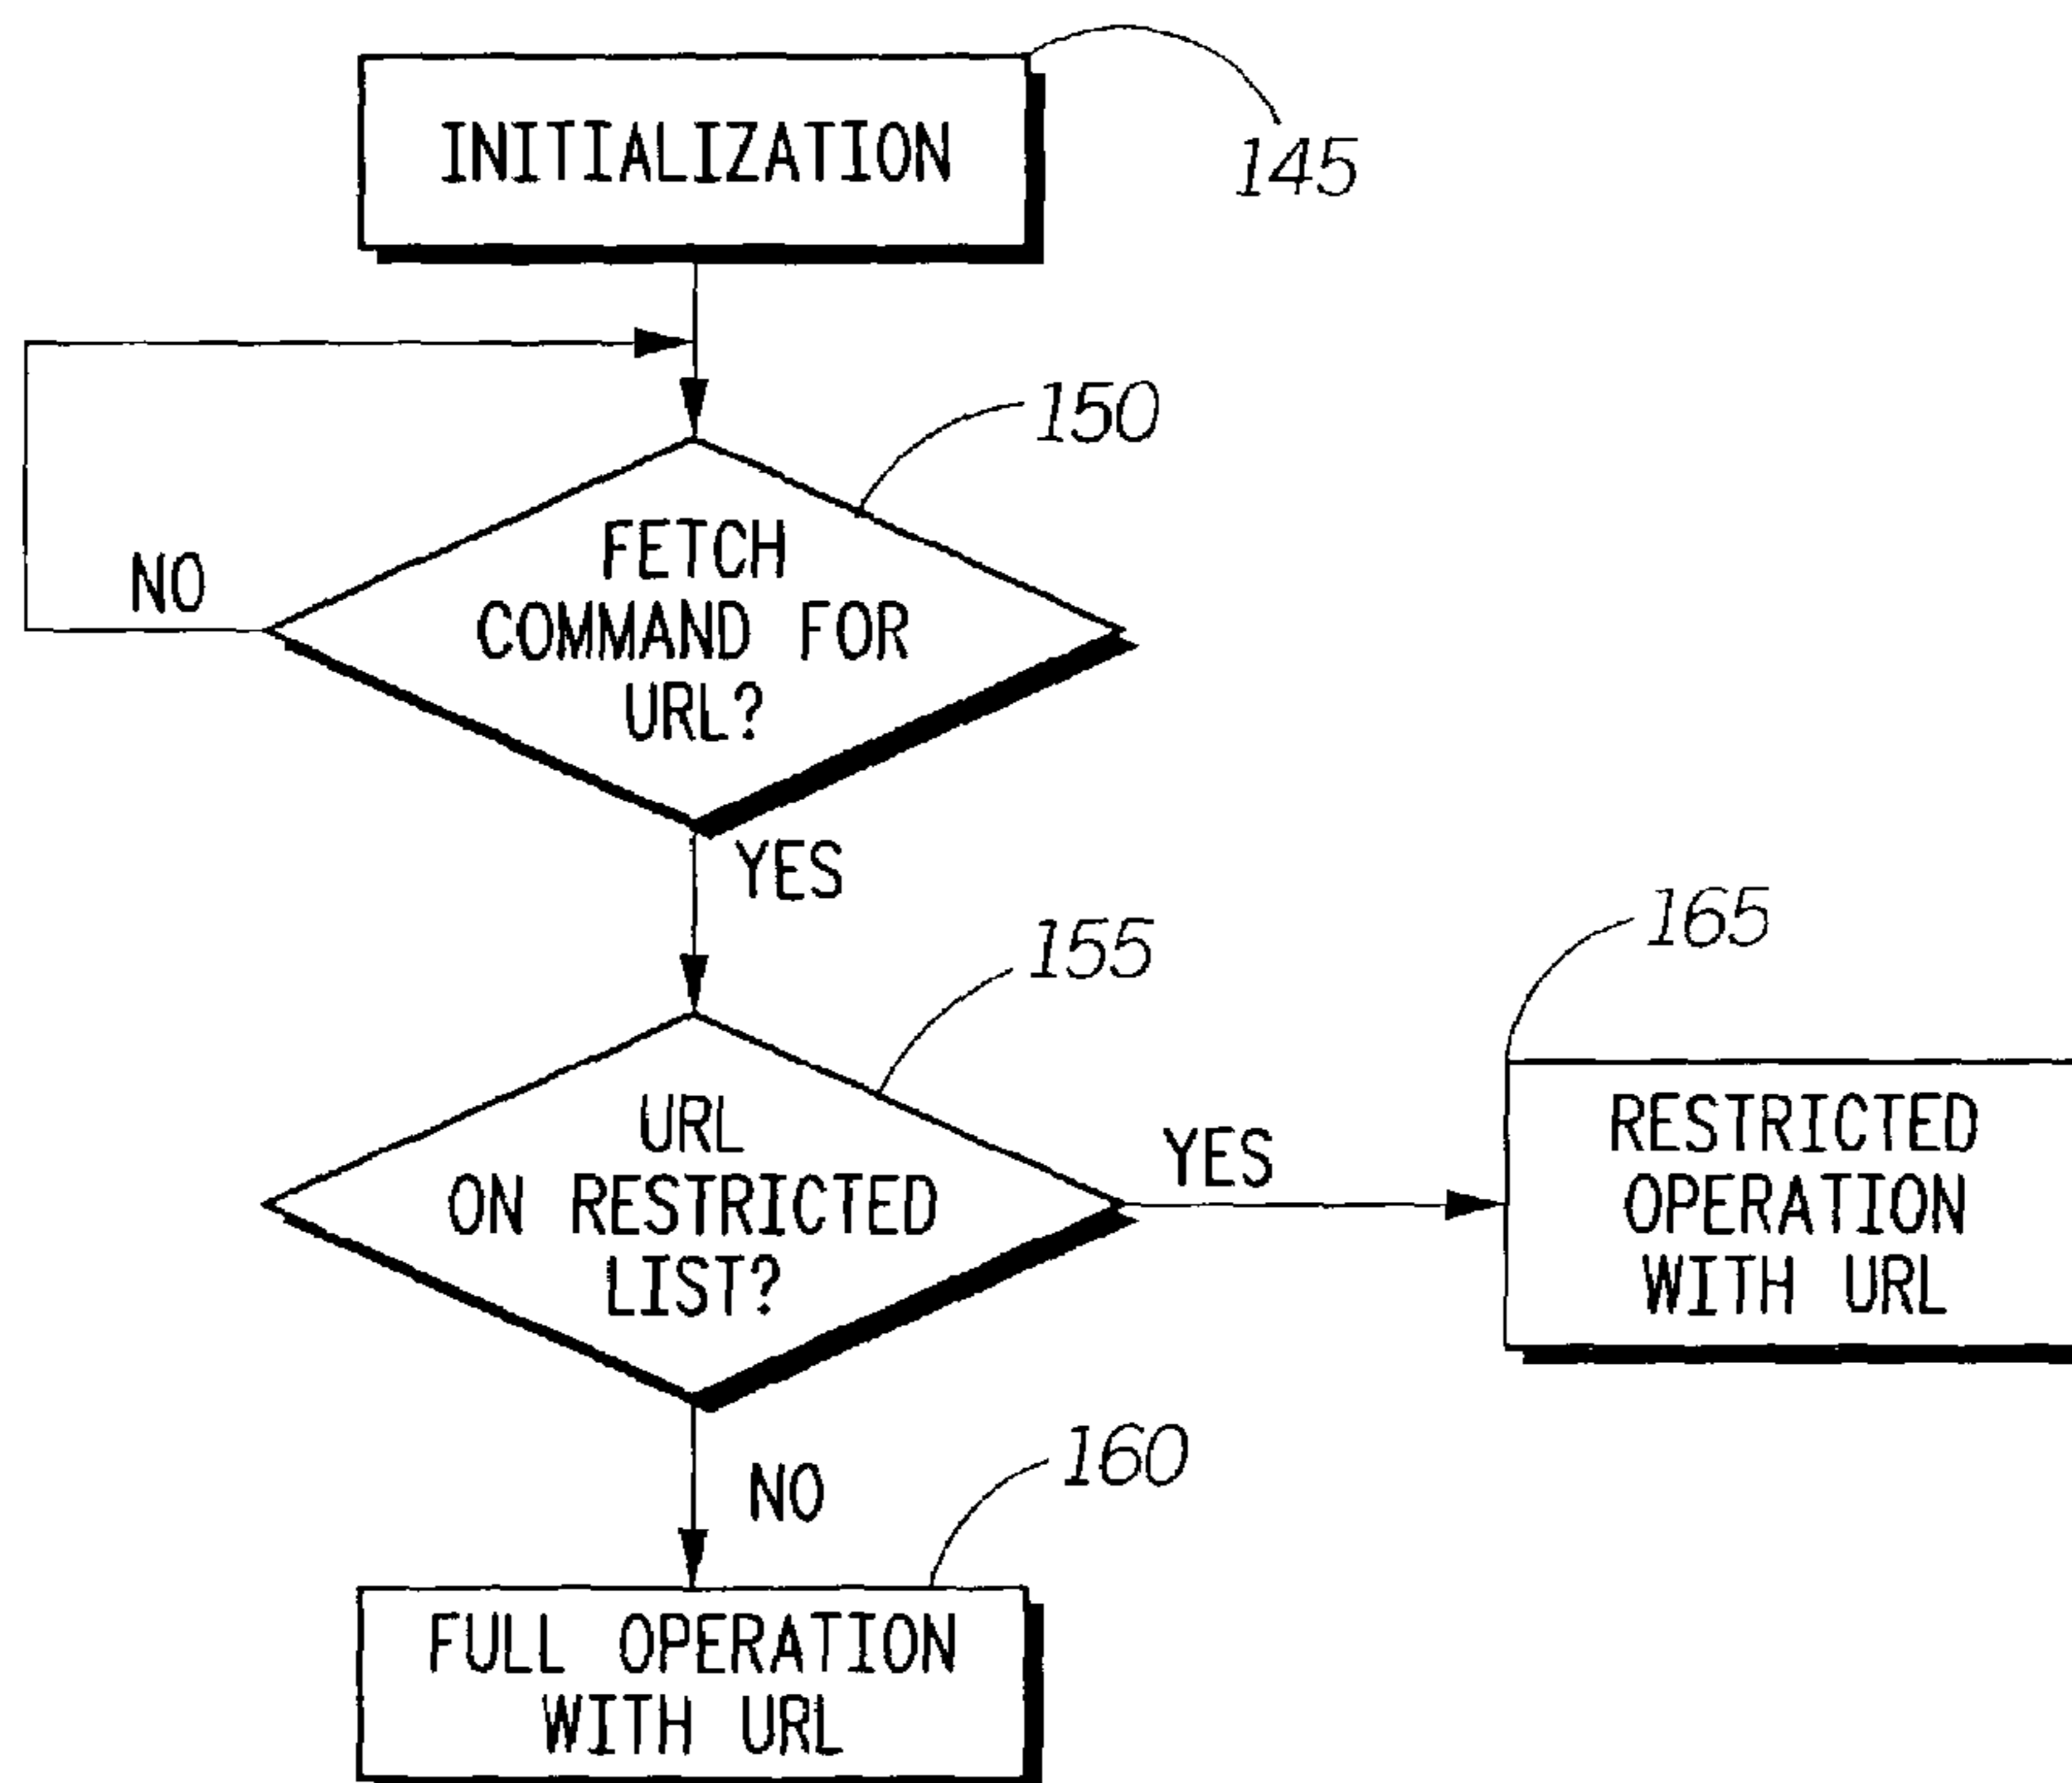 INITIALIZATION
145
150
FETCH
COMMAND FOR
URL?
NO
YES
155
165
URL
ON RESTRICTED
LIST?
YES
RESTRICTED
OPERATION
WITH URL
160
NO
FULL OPERATION
WITH URL